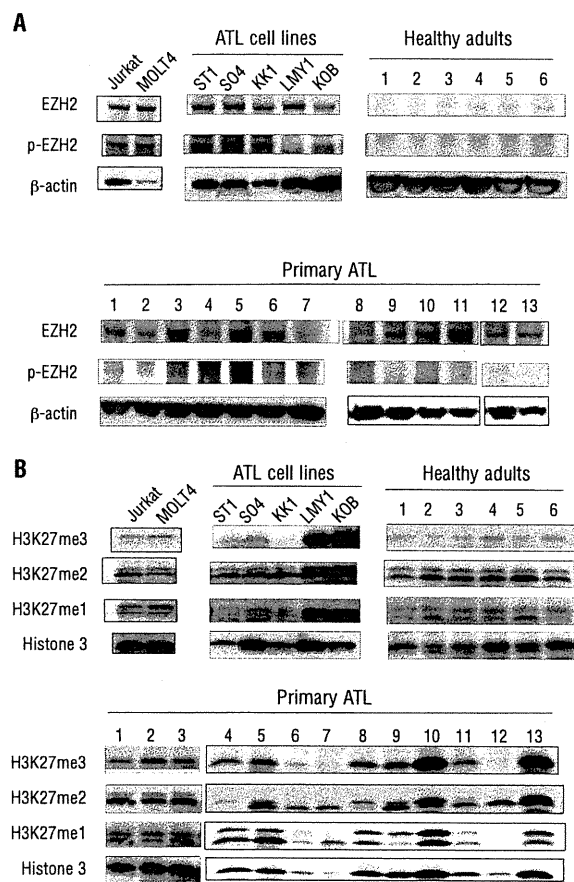 A
ATL cell lines Healthy adults
Jurkat MOLT4 ST1 SO4 KK1 LMY1 KOB 1 2 3 4 5 6
EZH2
p-EZH2
β-actin
Primary ATL
1 2 3 4 5 6 7 8 9 10 11 12 13
EZH2
p-EZH2
β-actin
B
ATL cell lines Healthy adults
Jurkat MOLT4 ST1 SO4 KK1 LMY1 KOB 1 2 3 4 5 6
H3K27me3
H3K27me2
H3K27me1
Histone 3
Primary ATL
1 2 3 4 5 6 7 8 9 10 11 12 13
H3K27me3
H3K27me2
H3K27me1
Histone 3